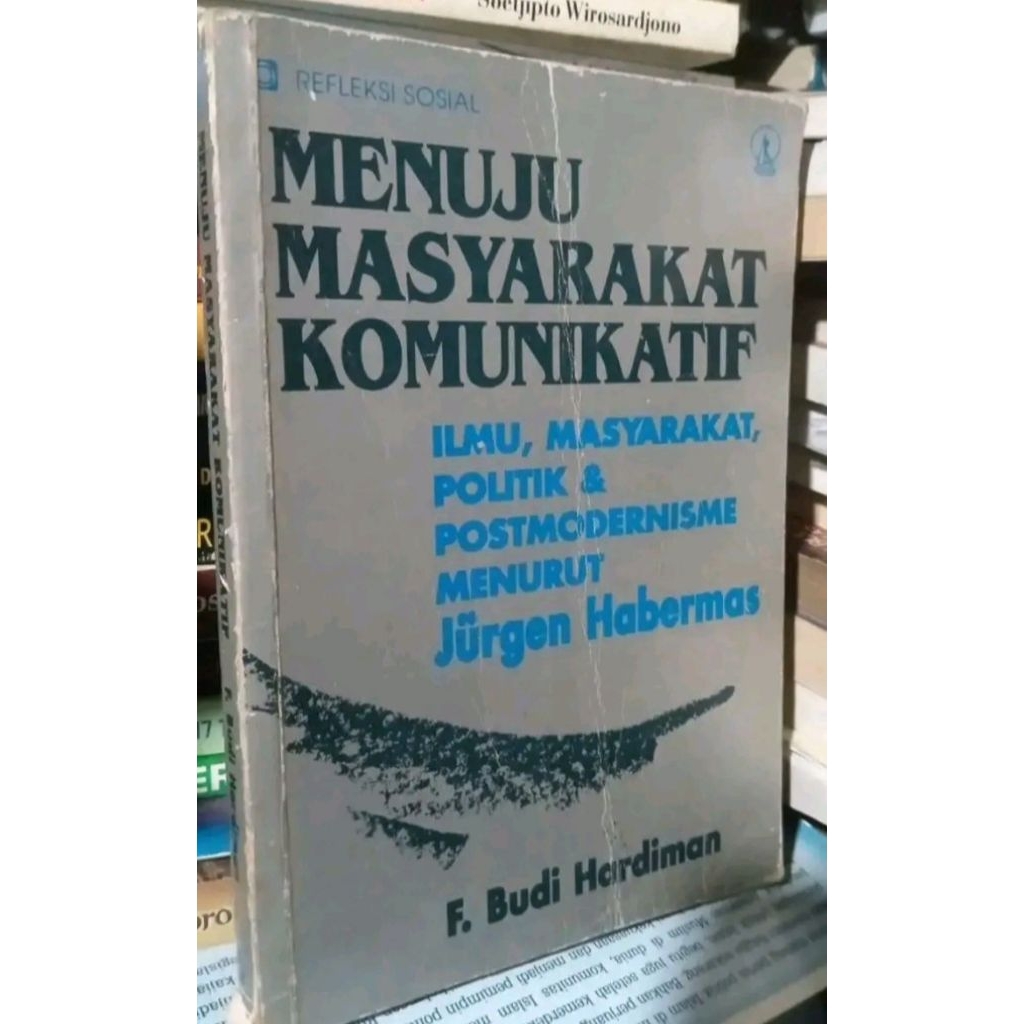 Soetjipto Wirosardjono
REFLEKSI SOSIAL
MENUJU
MASYARAKAT
KOMUNIKATIF
ILMU, MASYARAKAT,
POLITIK &
POSTMODERNISME
MENURUT
Jürgen Habermas
F. Budi Hardiman
MENUJU MASYARAKAT KOMUNIKATIF F. Budi